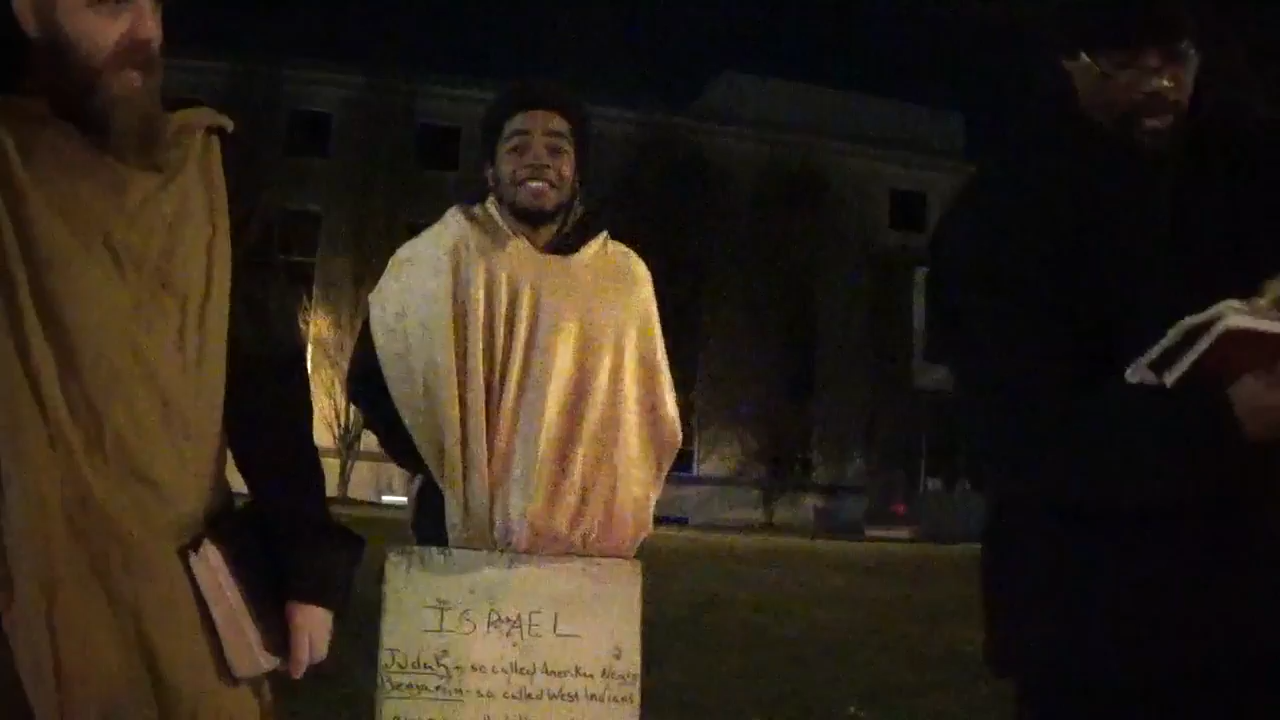 ISRAEL
Judah - so called American Negro
Benjamin - so called West Indians